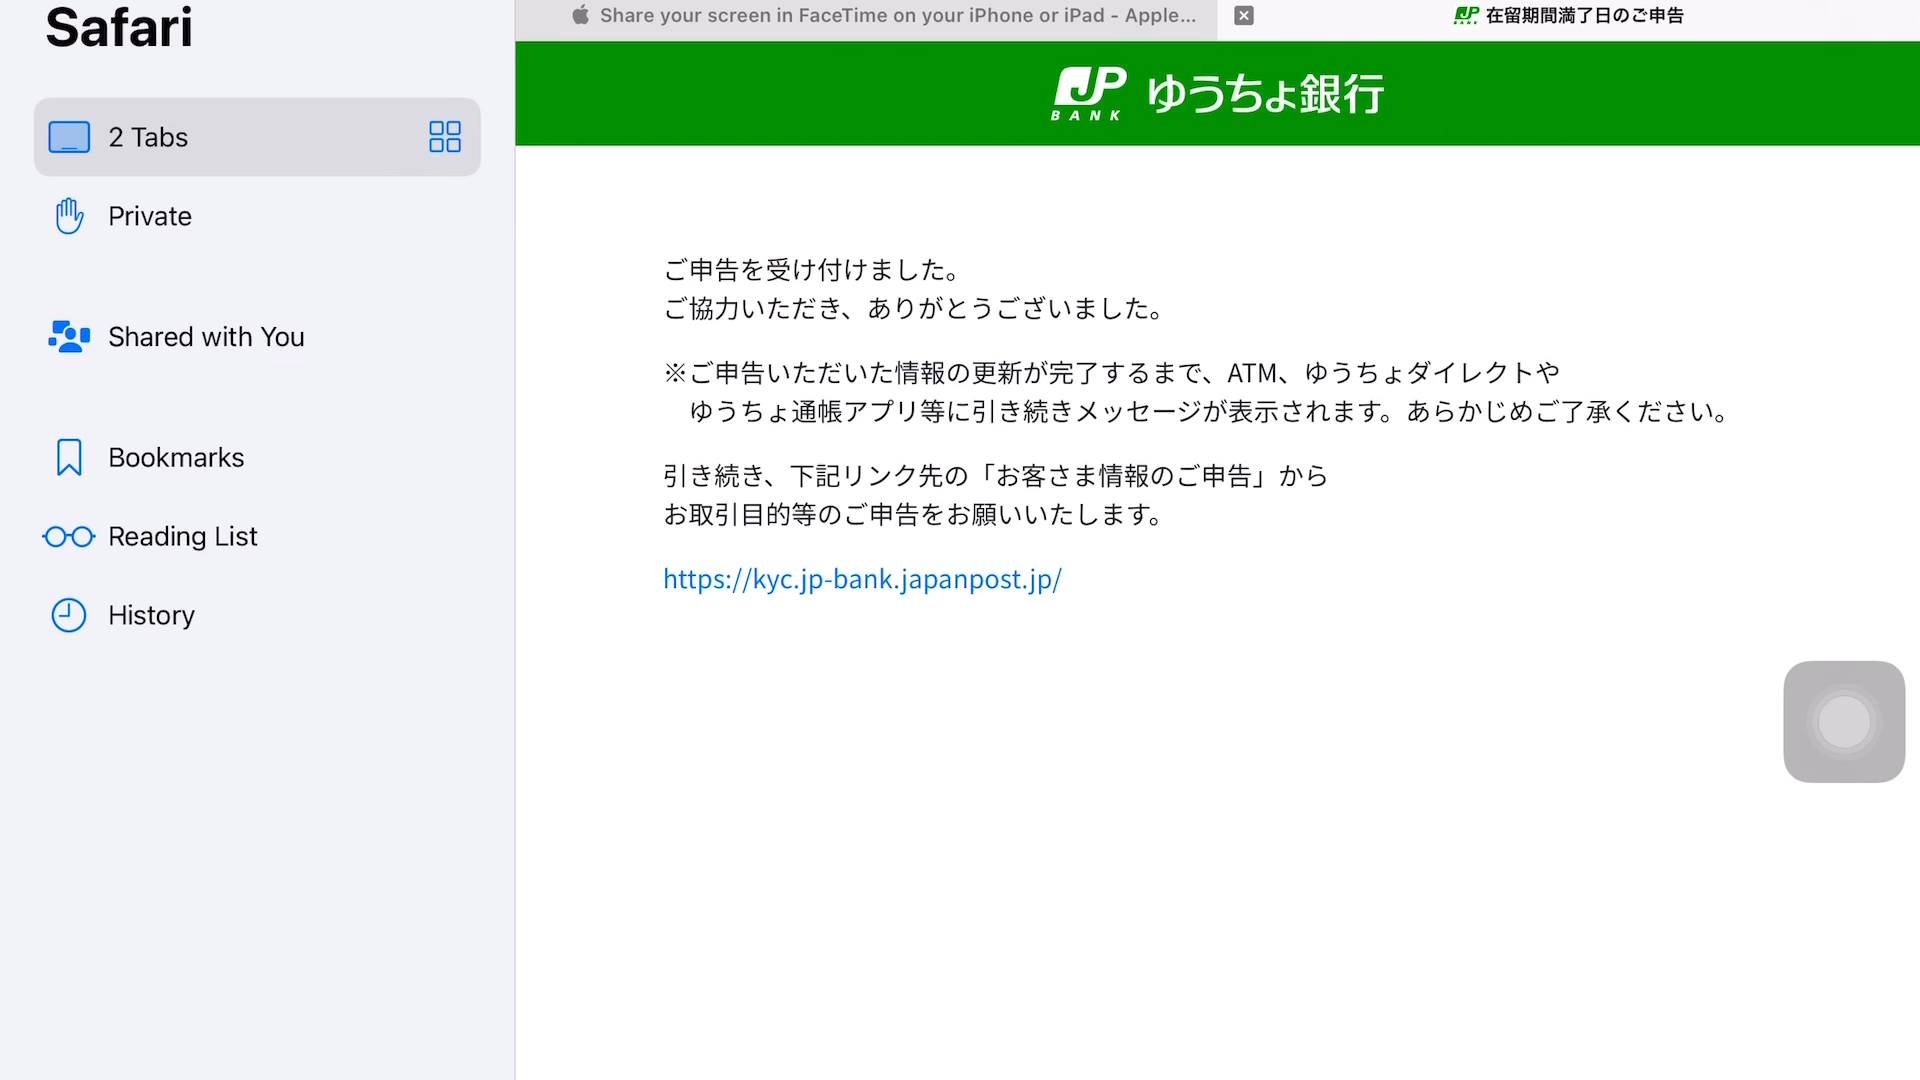 Safari
2 Tabs
Private
Shared with You
Bookmarks
Reading List
History
Share your screen in FaceTime on your iPhone or iPad - Apple...
JP BANK 在留期間満了日のご申告
JP BANK ゆうちょ銀行
ご申告を受け付けました。
ご協力いただき、ありがとうございました。
※ご申告いただいた情報の更新が完了するまで、ATM、ゆうちょダイレクトや
ゆうちょ通帳アプリ等に引き続きメッセージが表示されます。あらかじめご了承ください。
引き続き、下記リンク先の「お客さま情報のご申告」から
お取引目的等のご申告をお願いいたします。
https://kyc.jp-bank.japanpost.jp/